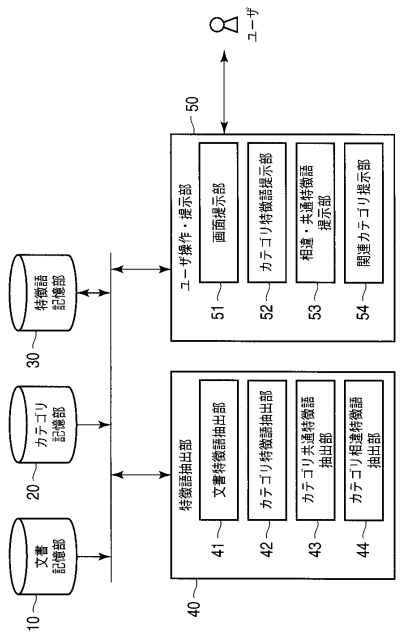 文書
記憶部
10
カテゴリ
記憶部
20
特徴語
記憶部
30
特徴語抽出部
40
文書特徴語抽出部
41
カテゴリ特徴語抽出部
42
カテゴリ共通特徴語
抽出部
43
カテゴリ相違特徴語
抽出部
44
ユーザ操作・提示部
50
画面提示部
51
カテゴリ特徴語提示部
52
相違・共通特徴語
提示部
53
関連カテゴリ提示部
54
ユーザ